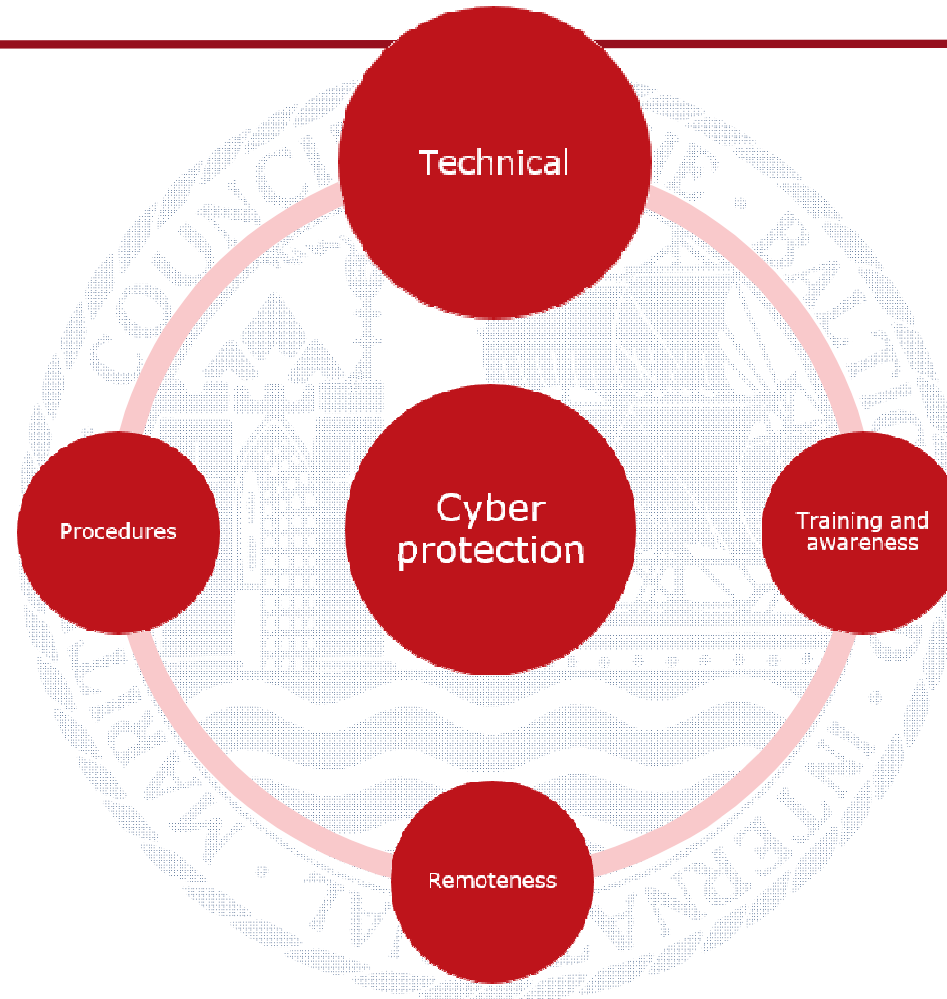 Technical
Procedures
Cyber
protection
Training and
awareness
Remoteness